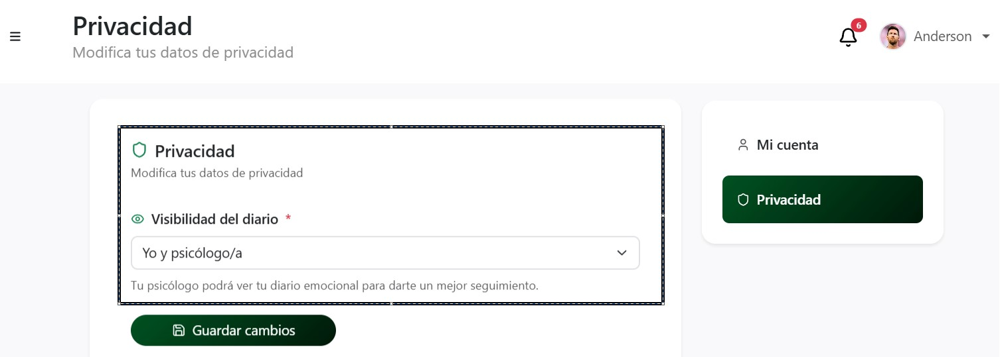 Privacidad
Modifica tus datos de privacidad
6
Anderson
Privacidad
Modifica tus datos de privacidad
Visibilidad del diario *
Yo y psicólogo/a
Tu psicólogo podrá ver tu diario emocional para darte un mejor seguimiento.
Guardar cambios
Mi cuenta
Privacidad